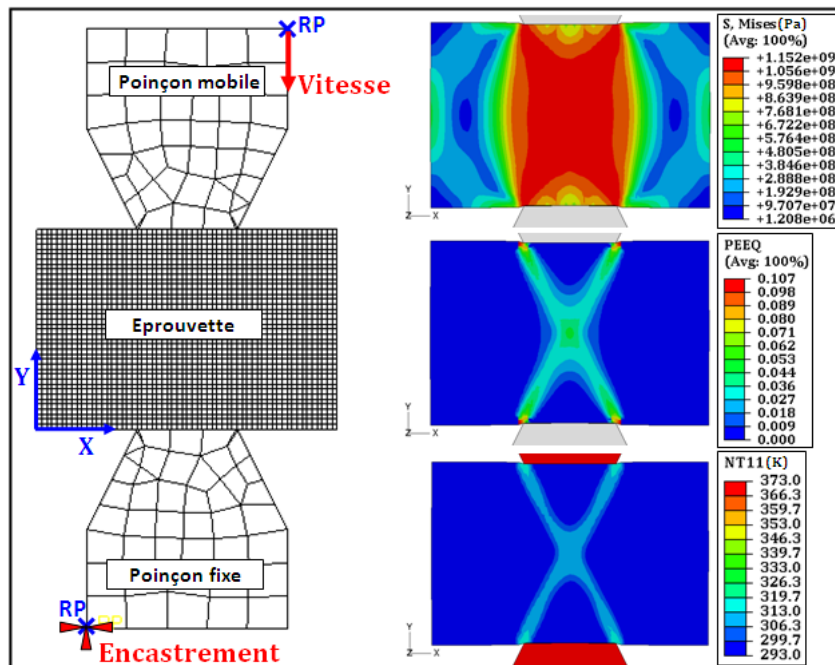 RP
Poinçon mobile
Vitesse
Eprouvette
Y
X
Poinçon fixe
RP
RP
Encastrement
S, Mises(Pa)
(Avg: 100%)
+1.152e+09
+1.056e+09
+9.598e+08
+8.639e+08
+7.681e+08
+6.722e+08
+4.805e+08
+3.846e+08
+2.888e+08
+1.929e+08
+9.707e+07
+1.208e+06
Y
Z X
PEEQ
(Avg: 100%)
0.107
0.098
0.089
0.080
0.071
0.062
0.053
0.044
0.036
0.027
0.018
0.009
0.000
Y
Z X
NT11(K)
373.0
366.3
359.7
353.0
346.3
339.7
333.0
326.3
319.7
313.0
306.3
299.7
293.0
Y
Z X